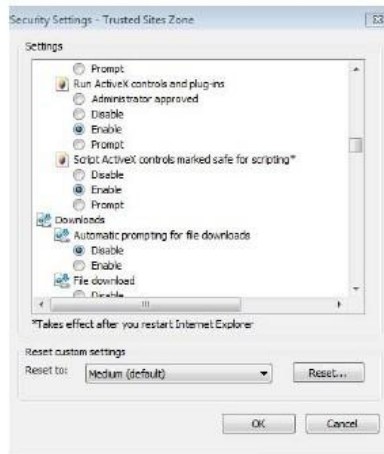 Security Settings - Trusted Sites Zone
Settings
Prompt
Run ActiveX controls and plug-ins
Administrator approved
Disable
Enable
Prompt
Script ActiveX controls marked safe for scripting*
Disable
Enable
Prompt
Downloads
Automatic prompting for file downloads
Disable
Enable
File download
Disable
*Takes effect after you restart Internet Explorer
Reset custom settings
Reset to: Medium (default) Reset...
OK Cancel